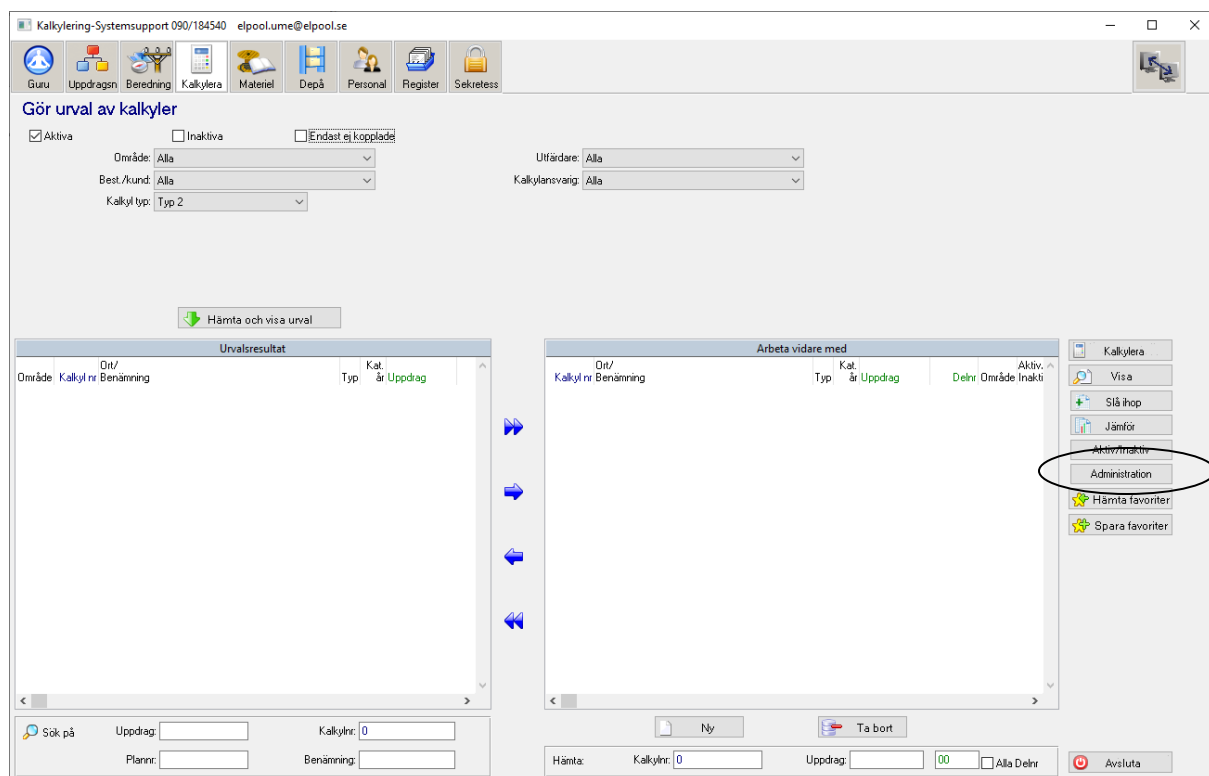 Kalkylering-Systemsupport 090/184540 elpool.ume@elpool.se
Guru Uppdragsn Beredning Kalkylera Materiel Depå Personal Register Sekretess
Gör urval av kalkyler
Aktiva Inaktiva Endast ej kopplade
Område: Alla Utfärdare: Alla
Best./kund: Alla Kalkylansvarig: Alla
Kalkyl typ: Typ 2
Hämta och visa urval
Urvalsresultat Arbeta vidare med
Ort/ Kat. Ort/ Kat. Aktiv.
Område Kalkyl nr Benämning Typ år Uppdrag Kalkyl nr Benämning Typ år Uppdrag Delnr Område Inakti
Kalkylera
Visa
Slå ihop
Jämför
Aktiv/Inaktiv
Administration
Hämta favoriter
Spara favoriter
Ny Ta bort
Sök på Uppdrag: Kalkylnr: 0
Plannr: Benämning:
Hämta: Kalkylnr: 0 Uppdrag: 00 Alla Delnr
Avsluta